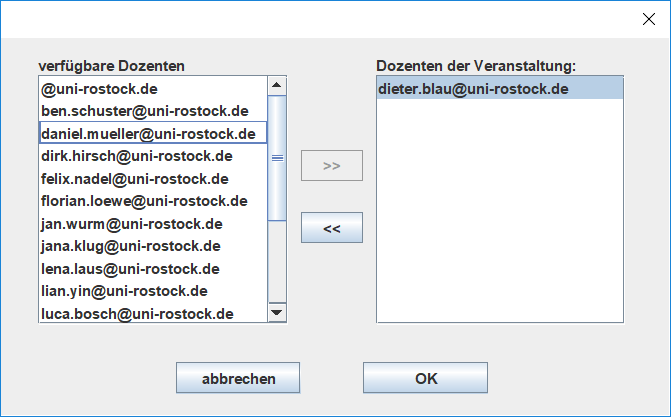 verfügbare Dozenten
@uni-rostock.de
ben.schuster@uni-rostock.de
daniel.mueller@uni-rostock.de
dirk.hirsch@uni-rostock.de
felix.nadel@uni-rostock.de
florian.loewe@uni-rostock.de
jan.wurm@uni-rostock.de
jana.klug@uni-rostock.de
lena.laus@uni-rostock.de
lian.yin@uni-rostock.de
luca.bosch@uni-rostock.de
>>
<<
Dozenten der Veranstaltung:
dieter.blau@uni-rostock.de
abbrechen
OK